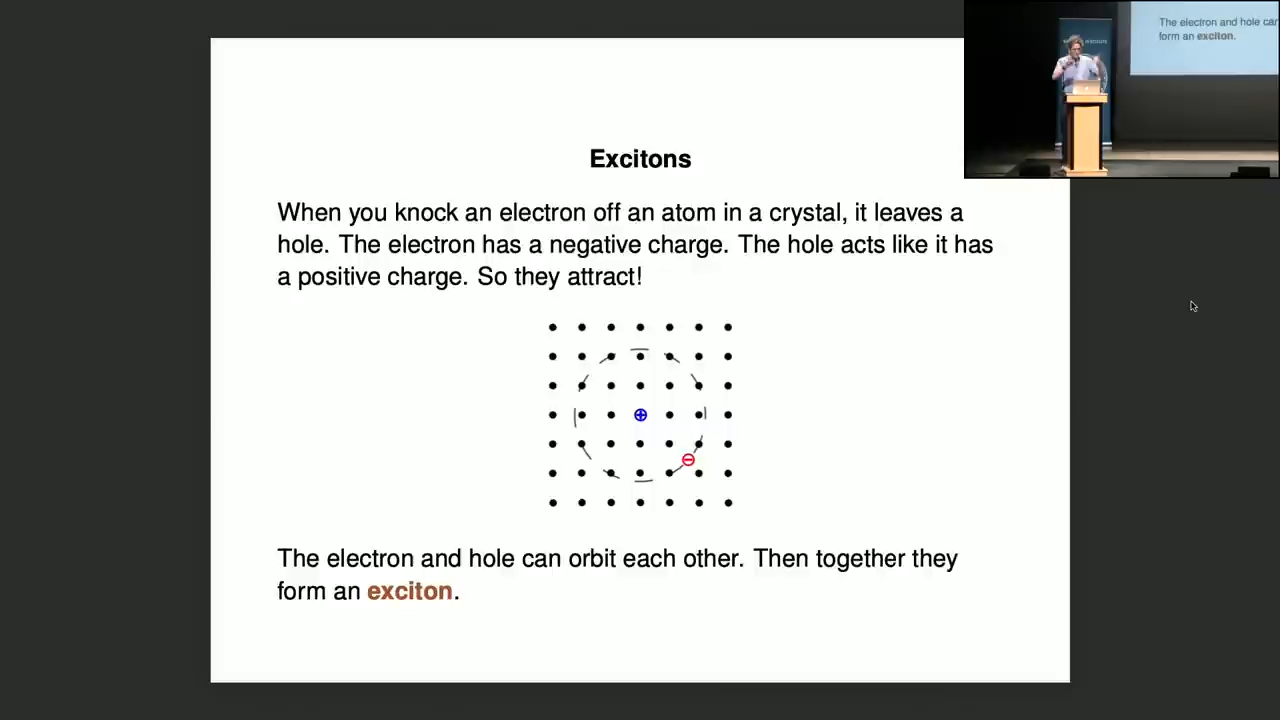 Excitons
When you knock an electron off an atom in a crystal, it leaves a
hole. The electron has a negative charge. The hole acts like it has
a positive charge. So they attract!
The electron and hole can orbit each other. Then together they
form an exciton.
The electron and hole can
form an exciton.